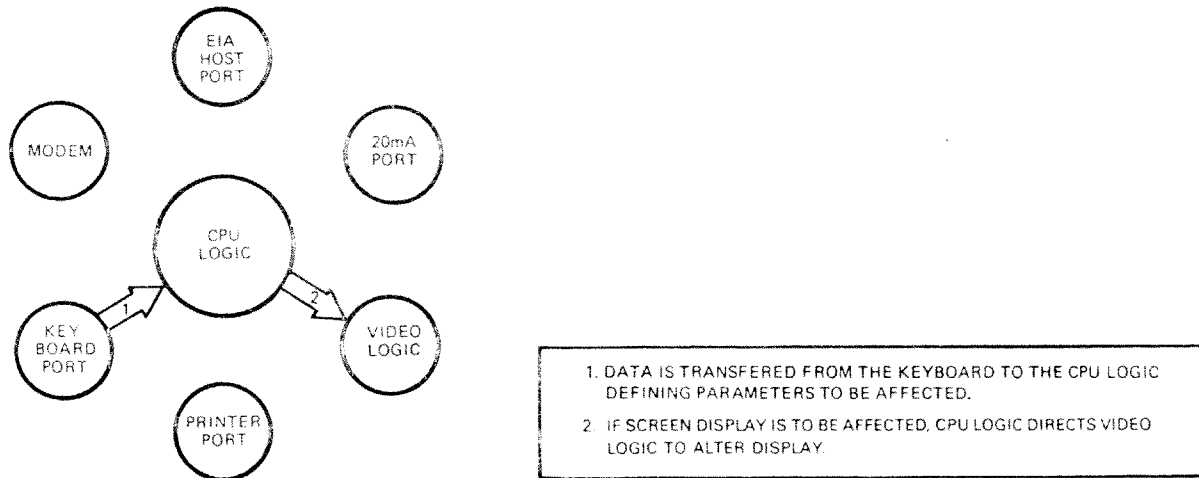 EIA
HOST
PORT
MODEM
20mA
PORT
CPU
LOGIC
1
2
KEY
BOARD
PORT
VIDEO
LOGIC
PRINTER
PORT
1. DATA IS TRANSFERED FROM THE KEYBOARD TO THE CPU LOGIC
DEFINING PARAMETERS TO BE AFFECTED.
2. IF SCREEN DISPLAY IS TO BE AFFECTED, CPU LOGIC DIRECTS VIDEO
LOGIC TO ALTER DISPLAY.